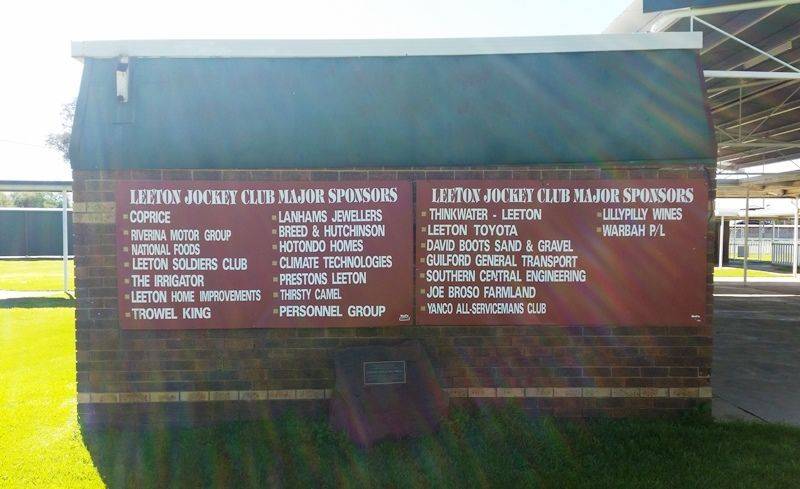 LEETON JOCKEY CLUB MAJOR SPONSORS
COPRICE
RIVERINA MOTOR GROUP
NATIONAL FOODS
LEETON SOLDIERS CLUB
THE IRRIGATOR
LEETON HOME IMPROVEMENTS
TROWEL KING
LANHAMS JEWELLERS
BREED & HUTCHINSON
HOTONDO HOMES
CLIMATE TECHNOLOGIES
PRESTONS LEETON
THIRSTY CAMEL
PERSONNEL GROUP
LEETON JOCKEY CLUB MAJOR SPONSORS
THINKWATER - LEETON
LEETON TOYOTA
DAVID BOOTS SAND & GRAVEL
GUILFORD GENERAL TRANSPORT
SOUTHERN CENTRAL ENGINEERING
JOE BROSO FARMLAND
YANCO ALL-SERVICEMANS CLUB
LILLYPILLY WINES
WARBAH P/L